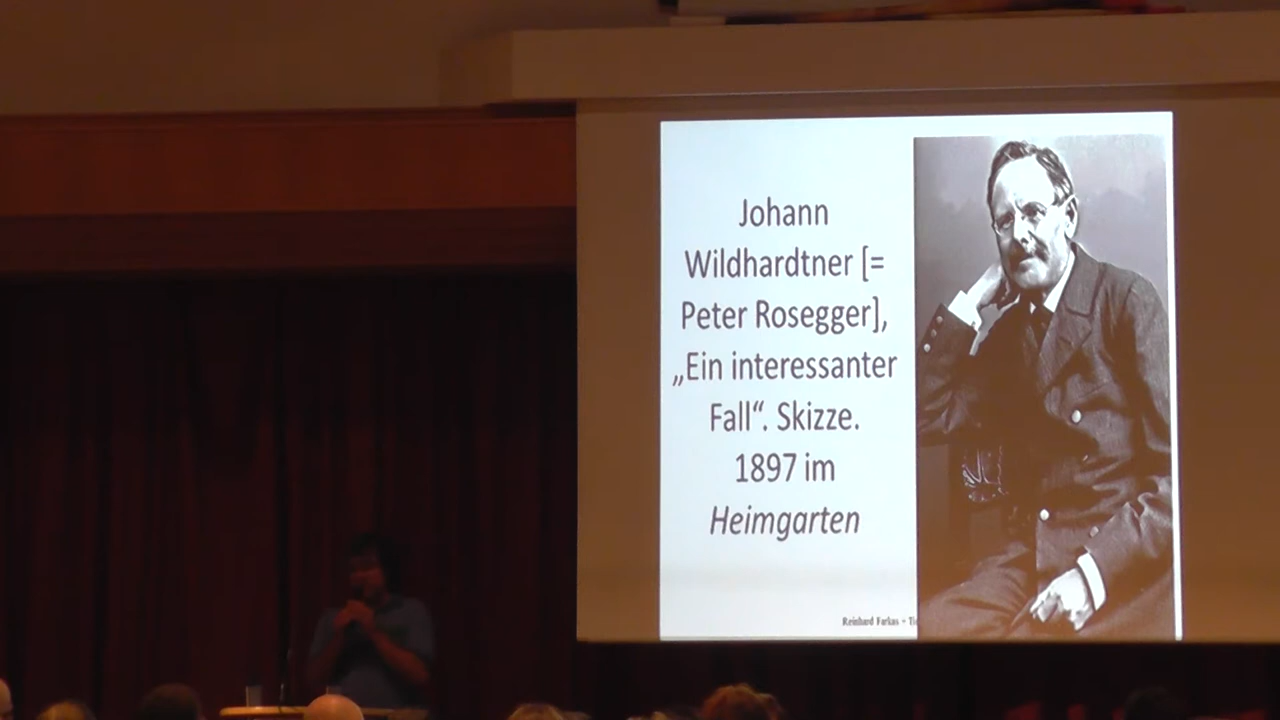 Johann
Wildhardtner [=
Peter Rosegger],
„Ein interessanter
Fall“. Skizze.
1897 im
Heimgarten
Reinhard Farkas –